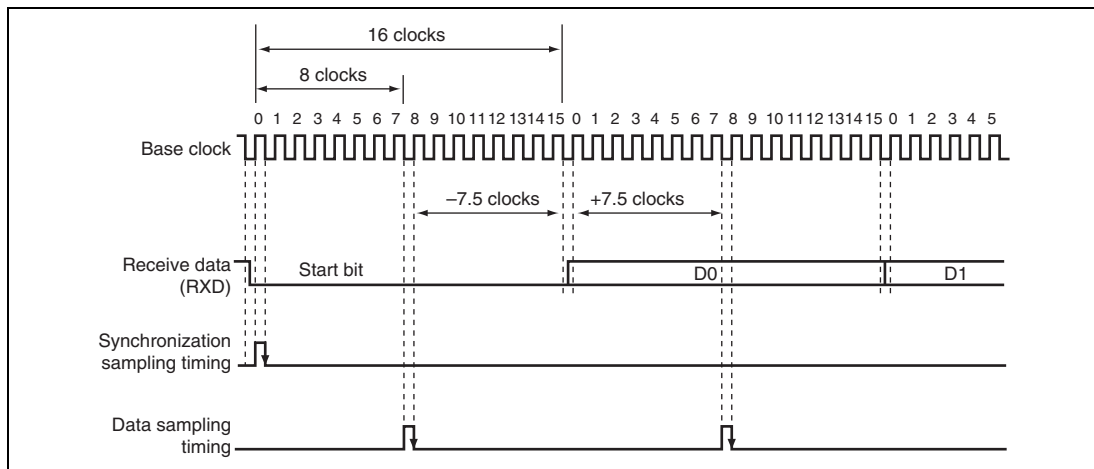 16 clocks
8 clocks
0 1 2 3 4 5 6 7 8 9 10 11 12 13 14 15 0 1 2 3 4 5 6 7 8 9 10 11 12 13 14 15 0 1 2 3 4 5
Base clock
–7.5 clocks +7.5 clocks
Receive data
(RXD)
Start bit D0 D1
Synchronization
sampling timing
Data sampling
timing